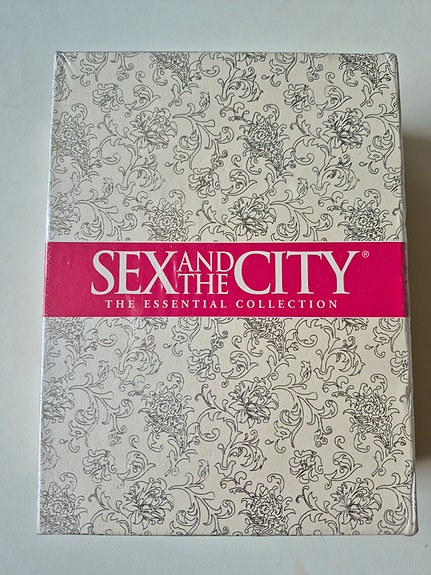 SEX AND THE CITY®
THE ESSENTIAL COLLECTION